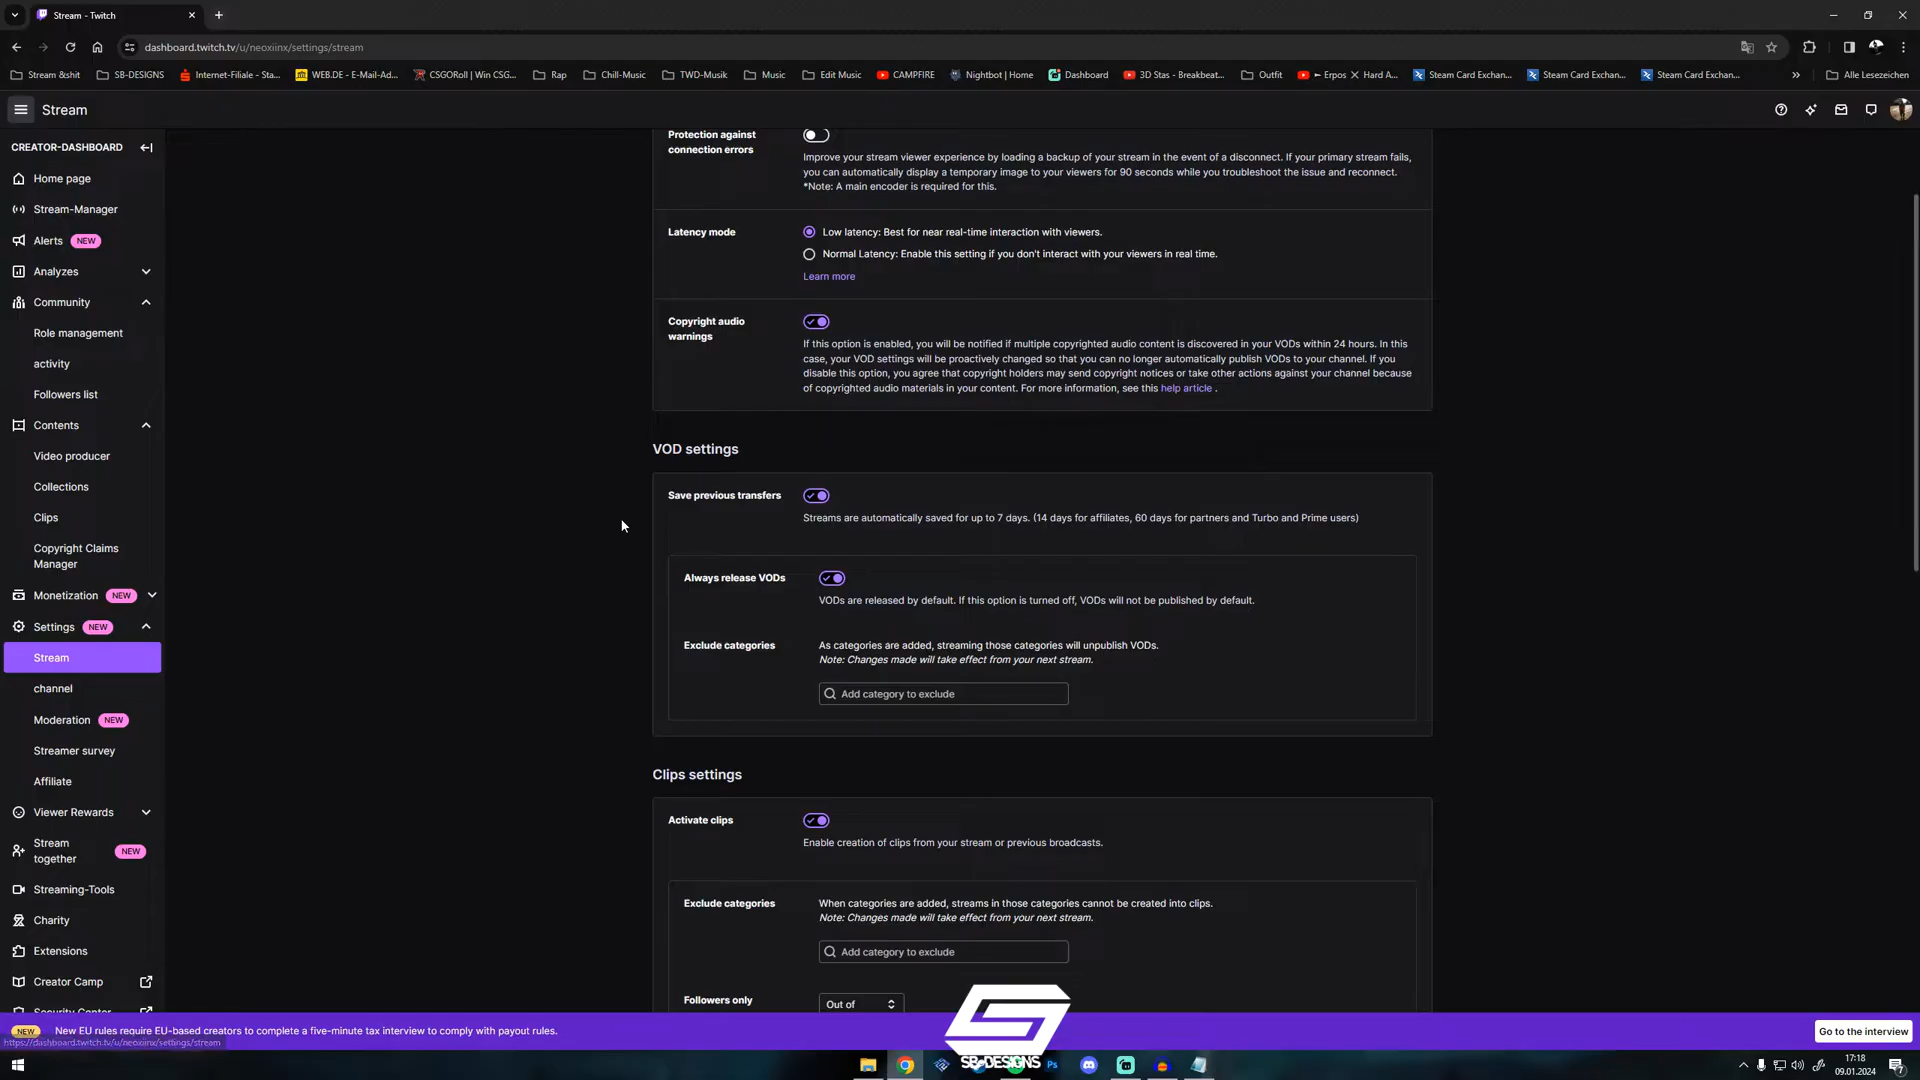 Stream - Twitch
dashboard.twitch.tv/u/neoxiinx/settings/stream
Stream &shit
SB-DESIGNS
Internet-Filiale - Sta...
WEB.DE - E-Mail-Ad...
CSGORoll | Win CSG...
Rap
Chill-Music
TWD-Musik
Music
Edit Music
CAMPFIRE
Nightbot | Home
Dashboard
3D Stas - Breakbeat...
Outfit
Erpos
Hard A...
Steam Card Exchan...
Steam Card Exchan...
Steam Card Exchan...
Alle Lesezeichen
Stream
CREATOR-DASHBOARD
Home page
Stream-Manager
Alerts NEW
Analyzes
Community
Role management
activity
Followers list
Contents
Video producer
Collections
Clips
Copyright Claims
Manager
Monetization NEW
Settings NEW
Stream
channel
Moderation NEW
Streamer survey
Affiliate
Viewer Rewards
Stream
together
NEW
Streaming-Tools
Charity
Extensions
Creator Camp
Security Center
Protection against
connection errors
Improve your stream viewer experience by loading a backup of your stream in the event of a disconnect. If your primary stream fails,
you can automatically display a temporary image to your viewers for 90 seconds while you troubleshoot the issue and reconnect.
*Note: A main encoder is required for this.
Latency mode
Low latency: Best for near real-time interaction with viewers.
Normal Latency: Enable this setting if you don't interact with your viewers in real time.
Learn more
Copyright audio
warnings
If this option is enabled, you will be notified if multiple copyrighted audio content is discovered in your VODs within 24 hours. In this
case, your VOD settings will be proactively changed so that you can no longer automatically publish VODs to your channel. If you
disable this option, you agree that copyright holders may send copyright notices or take other actions against your channel because
of copyrighted audio materials in your content. For more information, see this help article .
VOD settings
Save previous transfers
Streams are automatically saved for up to 7 days. (14 days for affiliates, 60 days for partners and Turbo and Prime users)
Always release VODs
VODs are released by default. If this option is turned off, VODs will not be published by default.
Exclude categories
As categories are added, streaming those categories will unpublish VODs.
Note: Changes made will take effect from your next stream.
Add category to exclude
Clips settings
Activate clips
Enable creation of clips from your stream or previous broadcasts.
Exclude categories
When categories are added, streams in those categories cannot be created into clips.
Note: Changes made will take effect from your next stream.
Add category to exclude
Followers only
Out of
NEW
New EU rules require EU-based creators to complete a five-minute tax interview to comply with payout rules.
Go to the interview
https://dashboard.twitch.tv/u/neoxiinx/settings/stream
SB-DESIGNS
Ps
17:18
09.01.2024
7